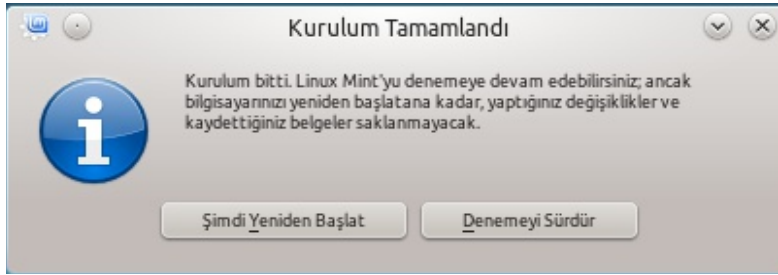 Kurulum Tamamlandı
Kurulum bitti. Linux Mint'yu denemeye devam edebilirsiniz; ancak
bilgisayarınızı yeniden başlatana kadar, yaptığınız değişiklikler ve
kaydettiğiniz belgeler saklanmayacak.
Şimdi Yeniden Başlat Denemeyi Sürdür